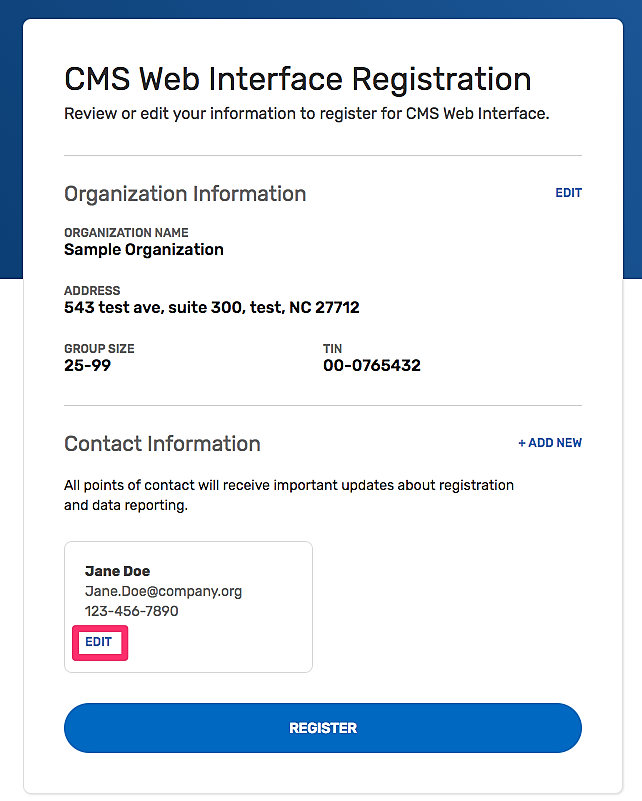 CMS Web Interface Registration
Review or edit your information to register for CMS Web Interface.
Organization Information
EDIT
ORGANIZATION NAME
Sample Organization
ADDRESS
543 test ave, suite 300, test, NC 27712
GROUP SIZE
TIN
25-99
00-0765432
Contact Information
+ ADD NEW
All points of contact will receive important updates about registration
and data reporting.
Jane Doe
Jane.Doe@company.org
123-456-7890
EDIT
REGISTER